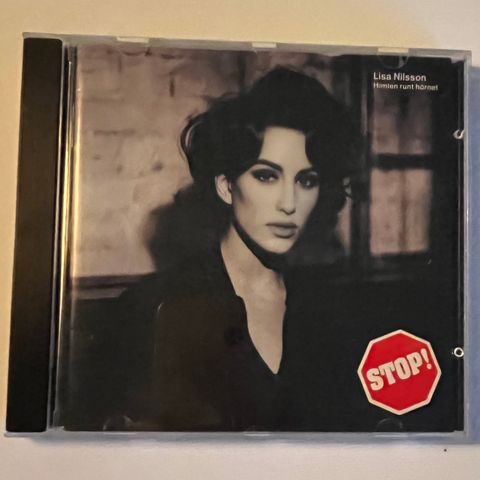 Lisa Nilsson
Himlen runt hörnet
STOP!